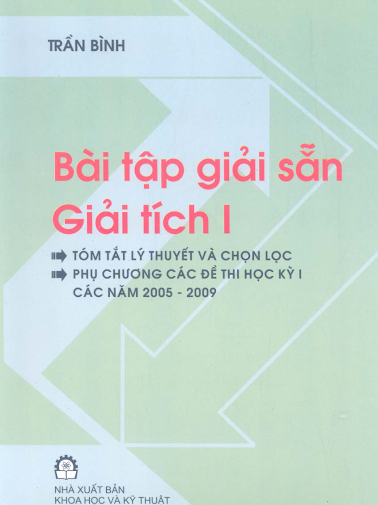 TRẦN BÌNH
Bài tập giải sẵn
Giải tích I
TÓM TẮT LÝ THUYẾT VÀ CHỌN LỌC
PHỤ CHƯƠNG CÁC ĐỀ THI HỌC KỲ I
CÁC NĂM 2005 - 2009
NHÀ XUẤT BẢN
KHOA HỌC VÀ KỸ THUẬT